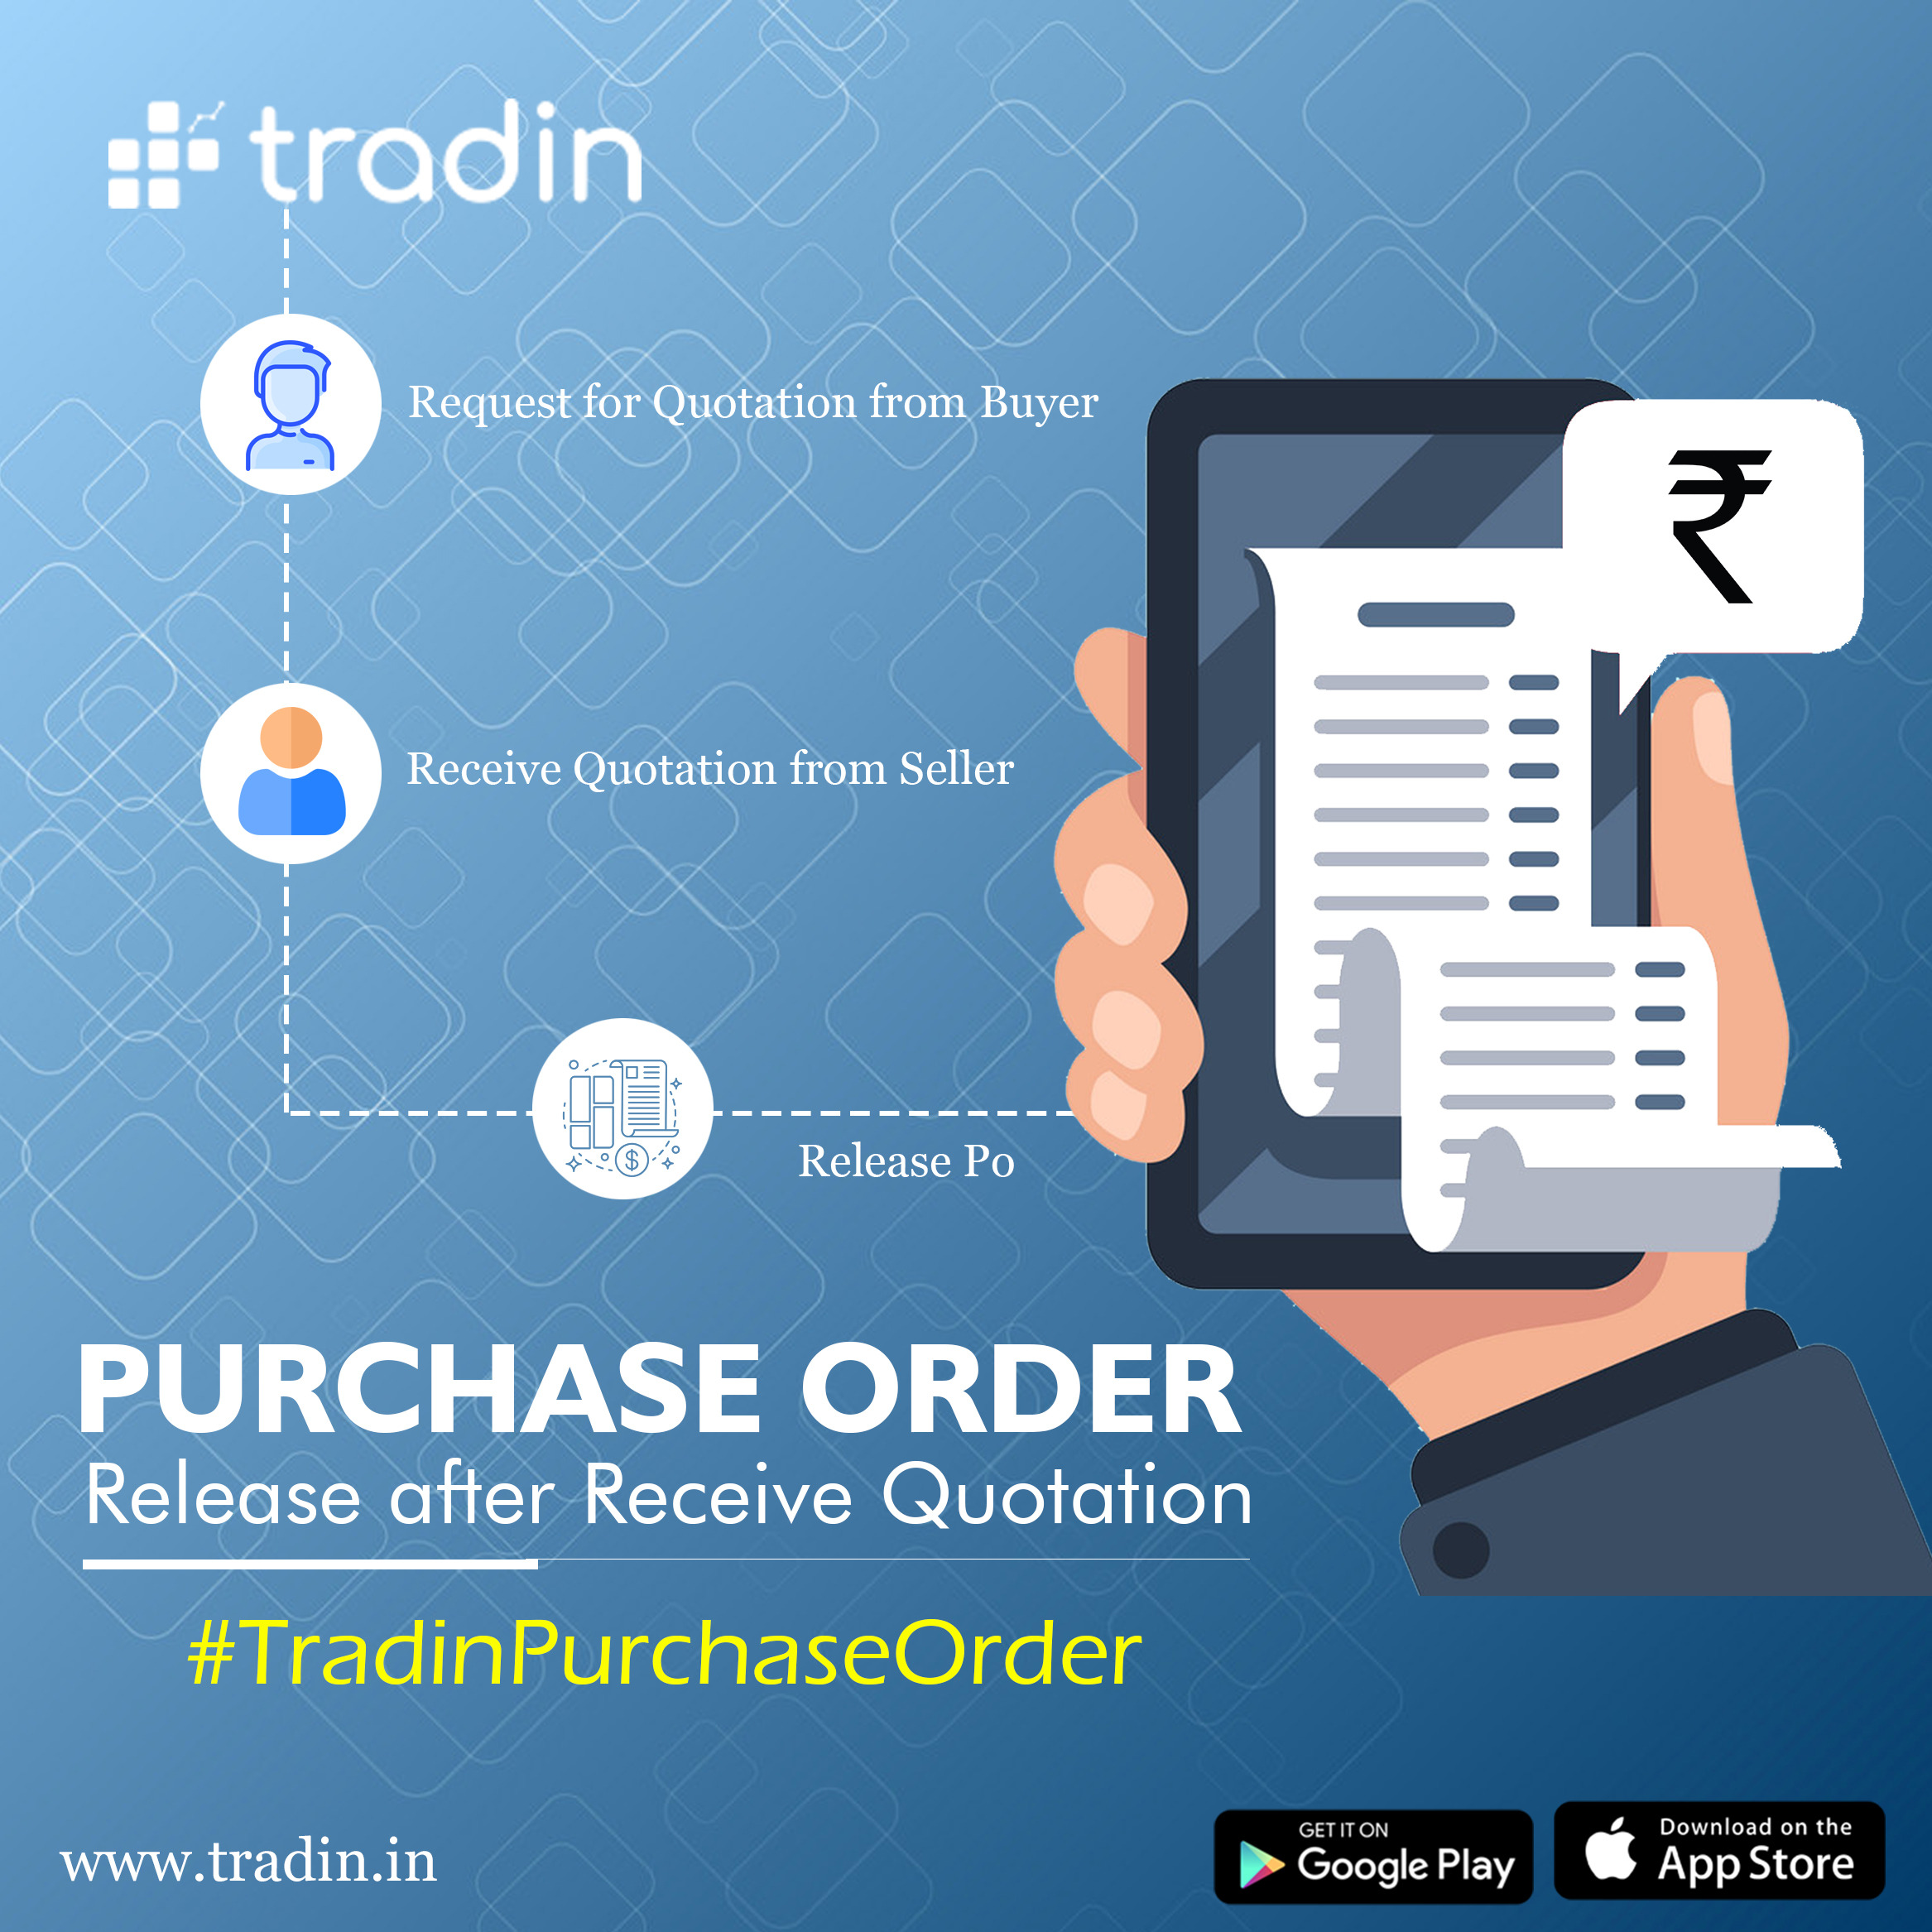 tradin
Request for Quotation from Buyer
₹
Receive Quotation from Seller
$
Release Po
PURCHASE ORDER
Release after Receive Quotation
#TradinPurchaseOrder
www.tradin.in
GET IT ON
Google Play
Download on the
App Store